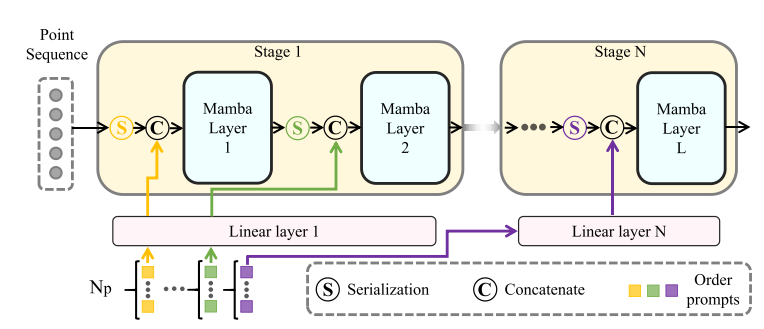 Point
Sequence
Stage 1
Stage N
S
C
Mamba
Layer
1
S
C
Mamba
Layer
2
S
C
Mamba
Layer
L
Linear layer 1
Linear layer N
Np
S Serialization
C Concatenate
Order
prompts